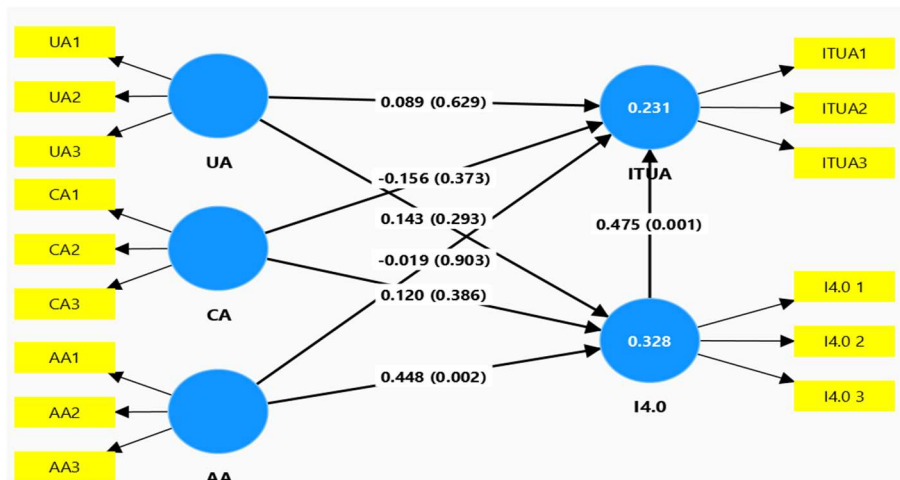 UA1
UA2
UA3
UA
CA1
CA2
CA3
CA
AA1
AA2
AA3
AA
0.089 (0.629)
-0.156 (0.373)
0.143 (0.293)
-0.019 (0.903)
0.120 (0.386)
0.448 (0.002)
0.231
ITUA
0.475 (0.001)
0.328
I4.0
ITUA1
ITUA2
ITUA3
I4.0 1
I4.0 2
I4.0 3